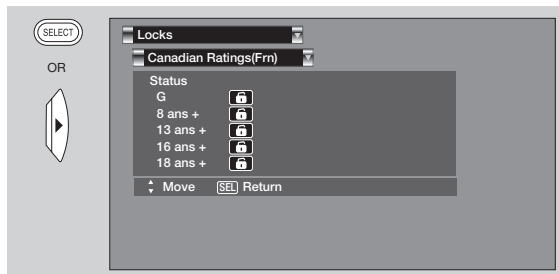 SELECT
OR
Locks
Canadian Ratings(Frn)
Status
G
8 ans +
13 ans +
16 ans +
18 ans +
Move SEL Return